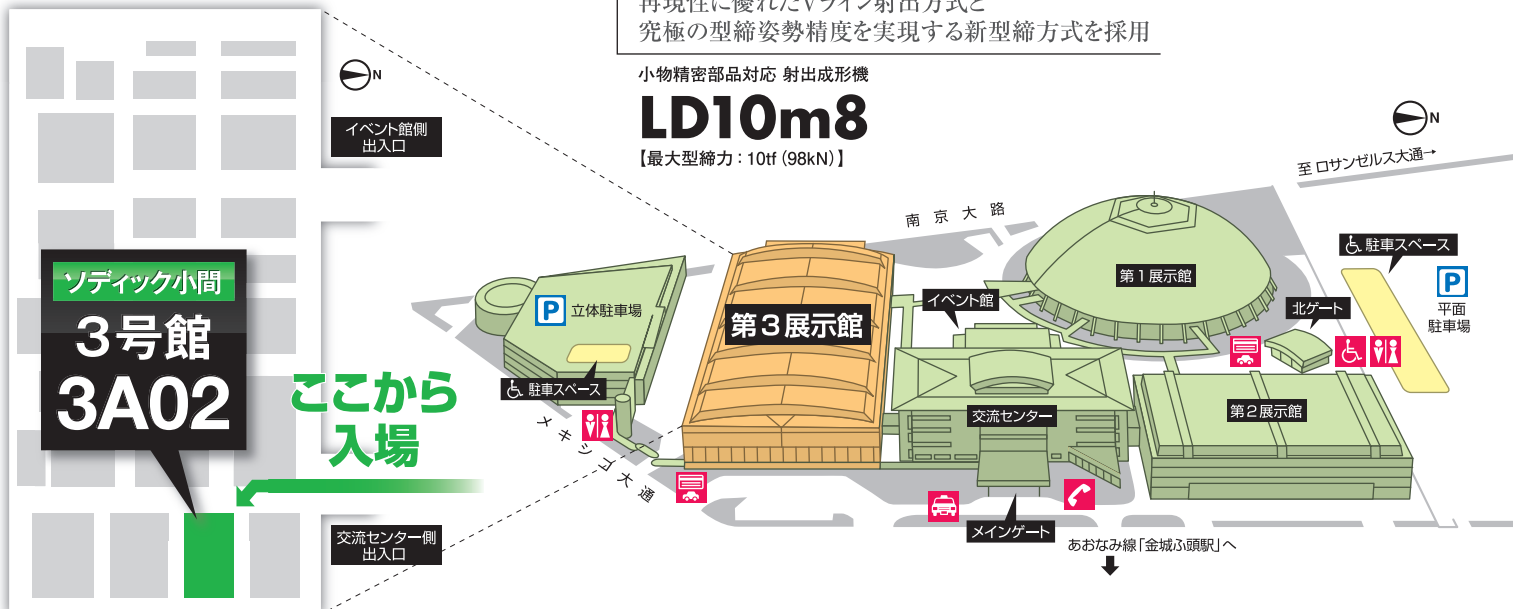 再現性に優れたVライン射出方式と
究極の型締姿勢精度を実現する新型締方式を採用
小物精密部品対応 射出成形機
LD10m8
【最大型締力：10tf（98kN）】
N
イベント館側
出入口
ソディック小間
3号館
3A02
ここから
入場
交流センター側
出入口
N
至 ロサンゼルス大通→
南京大路
P 立体駐車場
駐車スペース
メキシコ大通
第3展示館
イベント館
第1展示館
駐車スペース
P
平面
駐車場
北ゲート
交流センター
第2展示館
メインゲート
あおなみ線「金城ふ頭駅」へ